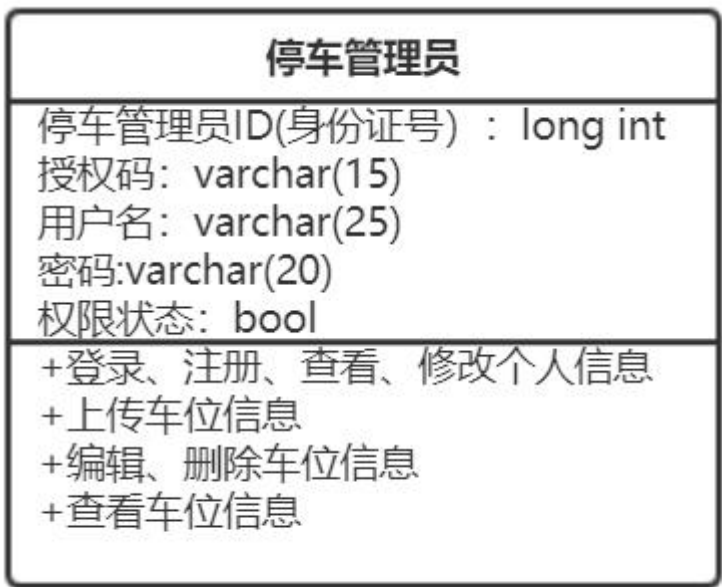 停车管理员
停车管理员ID(身份证号）：long int
授权码：varchar(15)
用户名：varchar(25)
密码:varchar(20)
权限状态：bool
+登录、注册、查看、修改个人信息
+上传车位信息
+编辑、删除车位信息
+查看车位信息